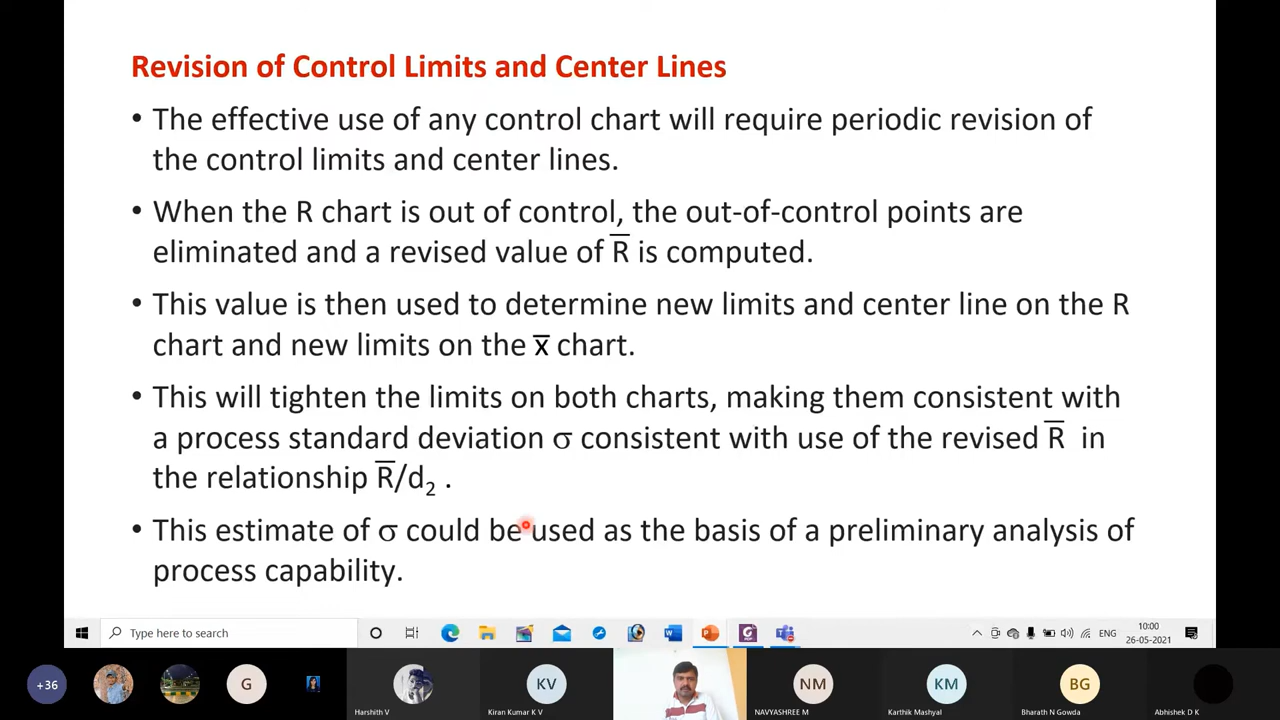 Revision of Control Limits and Center Lines
• The effective use of any control chart will require periodic revision of
the control limits and center lines.
• When the R chart is out of control, the out-of-control points are
eliminated and a revised value of R̅ is computed.
• This value is then used to determine new limits and center line on the R
chart and new limits on the x̅ chart.
• This will tighten the limits on both charts, making them consistent with
a process standard deviation σ consistent with use of the revised R̅ in
the relationship R̅/d₂ .
• This estimate of σ could be used as the basis of a preliminary analysis of
process capability.
Type here to search
ENG
10:00
26-05-2021
+36
G
KV
NM
KM
BG
Harshith V
Kiran Kumar K V
NAVYASHREE M
Karthik Mashyal
Bharath N Gowda
Abhishek D K